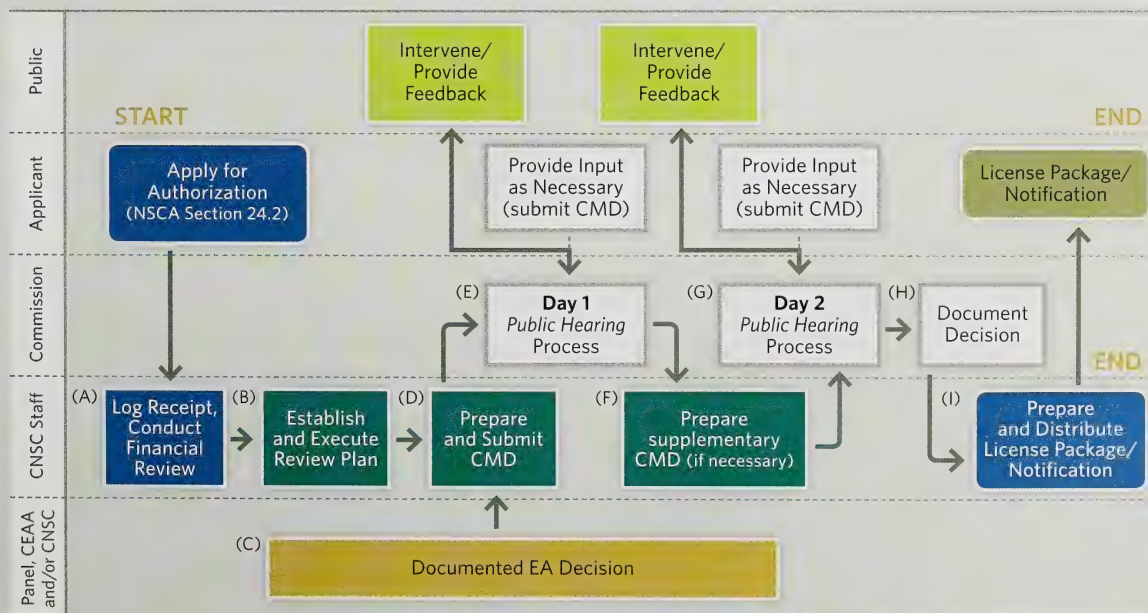 Public
Intervene/
Provide
Feedback
Intervene/
Provide
Feedback
START
END
Applicant
Apply for
Authorization
(NSCA Section 24.2)
Provide Input
as Necessary
(submit CMD)
Provide Input
as Necessary
(submit CMD)
License Package/
Notification
Commission
(E)
Day 1
Public Hearing
Process
(G)
Day 2
Public Hearing
Process
(H)
Document
Decision
END
CNSC Staff
(A)
Log Receipt,
Conduct
Financial
Review
(B)
Establish
and Execute
Review Plan
(D)
Prepare
and Submit
CMD
(F)
Prepare
supplementary
CMD (if necessary)
(I)
Prepare
and Distribute
License Package/
Notification
Panel, CEAA
and/or CNSC
(C)
Documented EA Decision